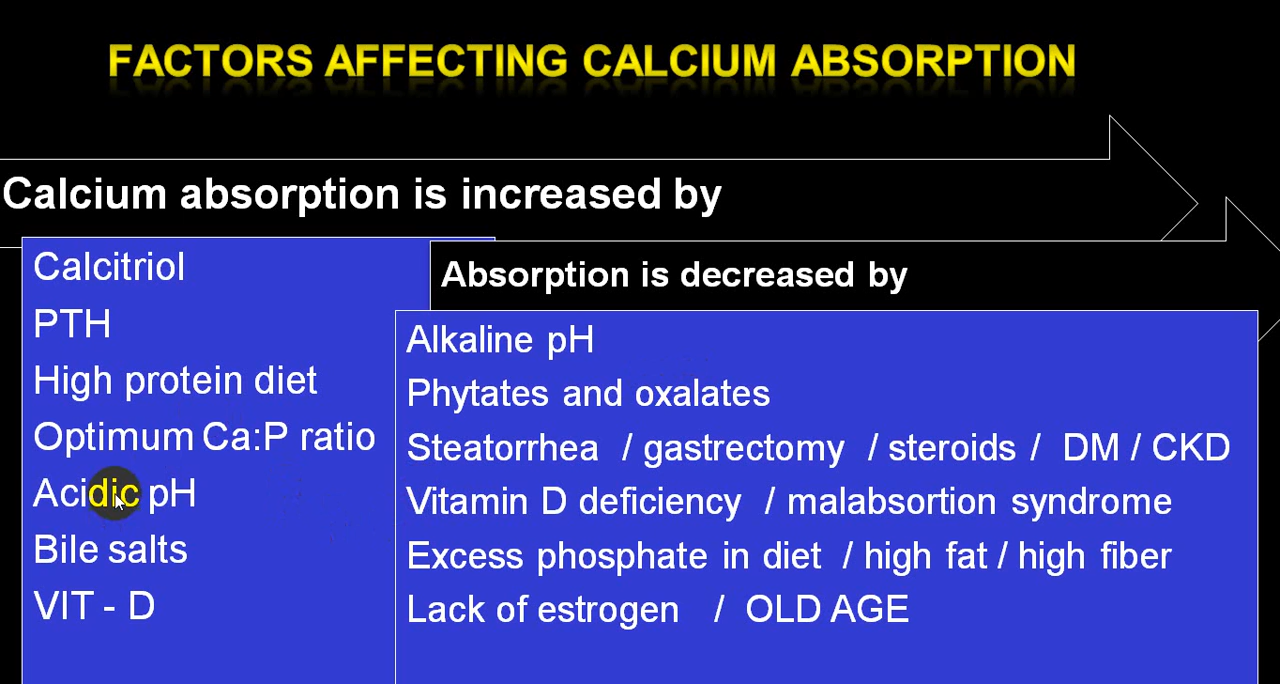 FACTORS AFFECTING CALCIUM ABSORPTION
Calcium absorption is increased by
Calcitriol
PTH
High protein diet
Optimum Ca:P ratio
Acidic pH
Bile salts
VIT - D
Absorption is decreased by
Alkaline pH
Phytates and oxalates
Steatorrhea / gastrectomy / steroids / DM / CKD
Vitamin D deficiency / malabsortion syndrome
Excess phosphate in diet / high fat / high fiber
Lack of estrogen / OLD AGE